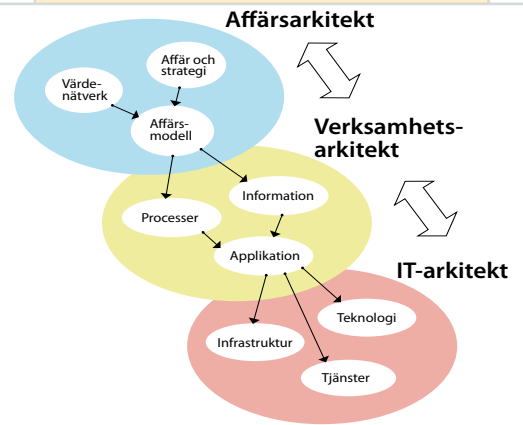 Affärsarkitekt
Affär och
strategi
Värde-
nätverk
Affärs-
modell
Verksamhets-
arkitekt
Information
Processer
Applikation
IT-arkitekt
Teknologi
Infrastruktur
Tjänster